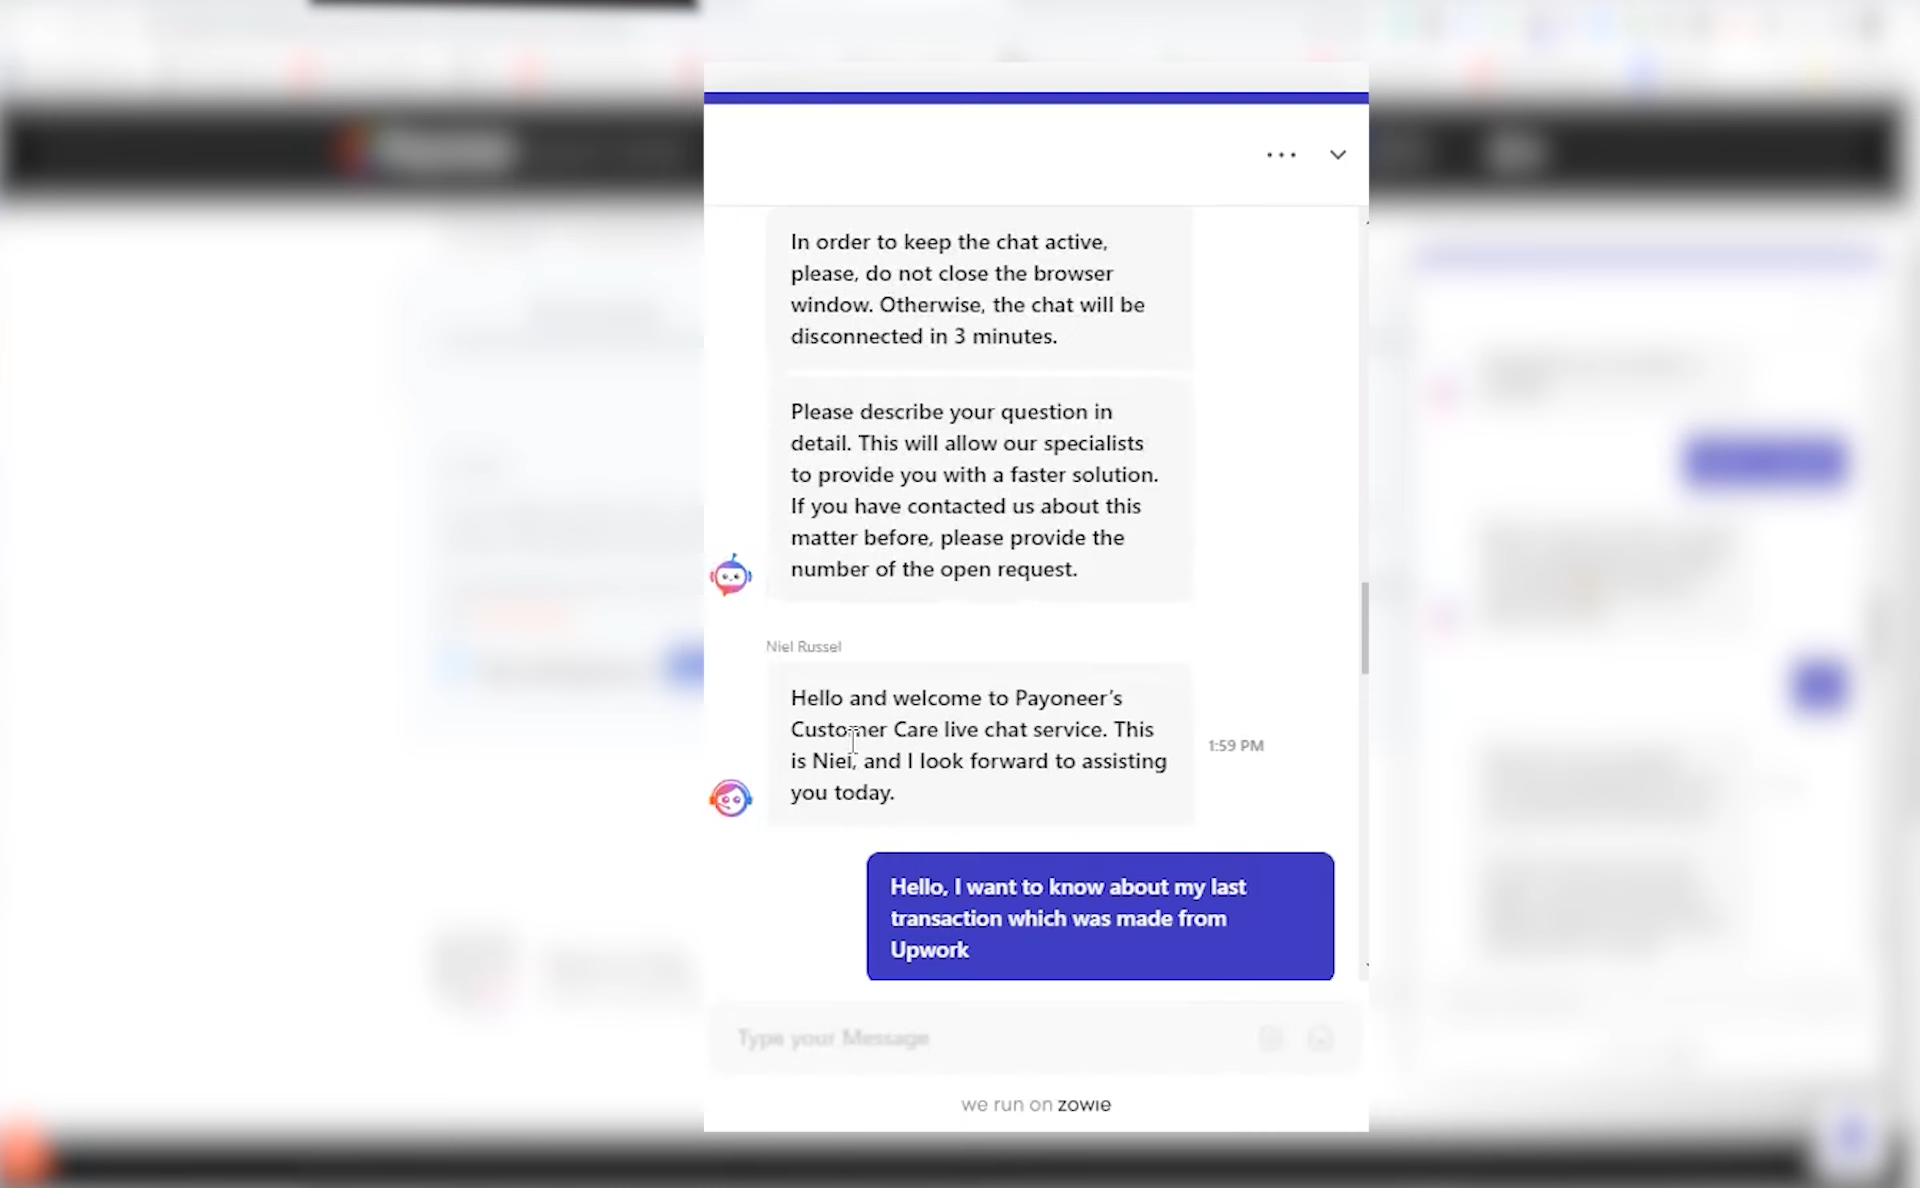 In order to keep the chat active,
please, do not close the browser
window. Otherwise, the chat will be
disconnected in 3 minutes.
Please describe your question in
detail. This will allow our specialists
to provide you with a faster solution.
If you have contacted us about this
matter before, please provide the
number of the open request.
Niel Russel
Hello and welcome to Payoneer’s
Customer Care live chat service. This
is Niel, and I look forward to assisting
you today.
1:59 PM
Hello, I want to know about my last
transaction which was made from
Upwork
Type your Message
we run on zowie